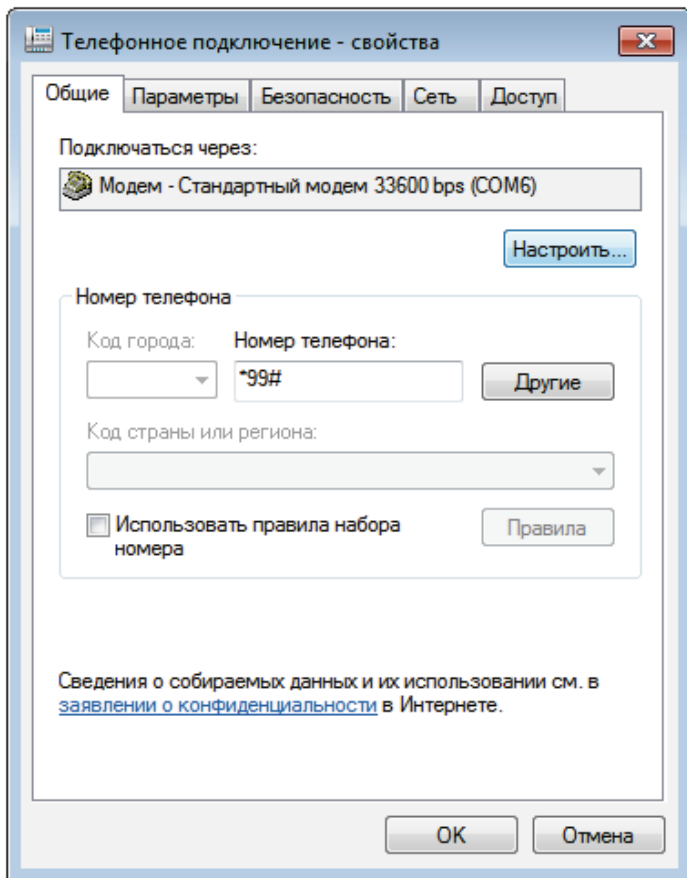 Телефонное подключение - свойства
Общие Параметры Безопасность Сеть Доступ
Подключаться через:
Модем - Стандартный модем 33600 bps (COM6)
Настроить...
Номер телефона
Код города: Номер телефона:
*99# Другие
Код страны или региона:
Использовать правила набора
номера
Правила
Сведения о собираемых данных и их использовании см. в
заявлении о конфиденциальности в Интернете.
ОК Отмена